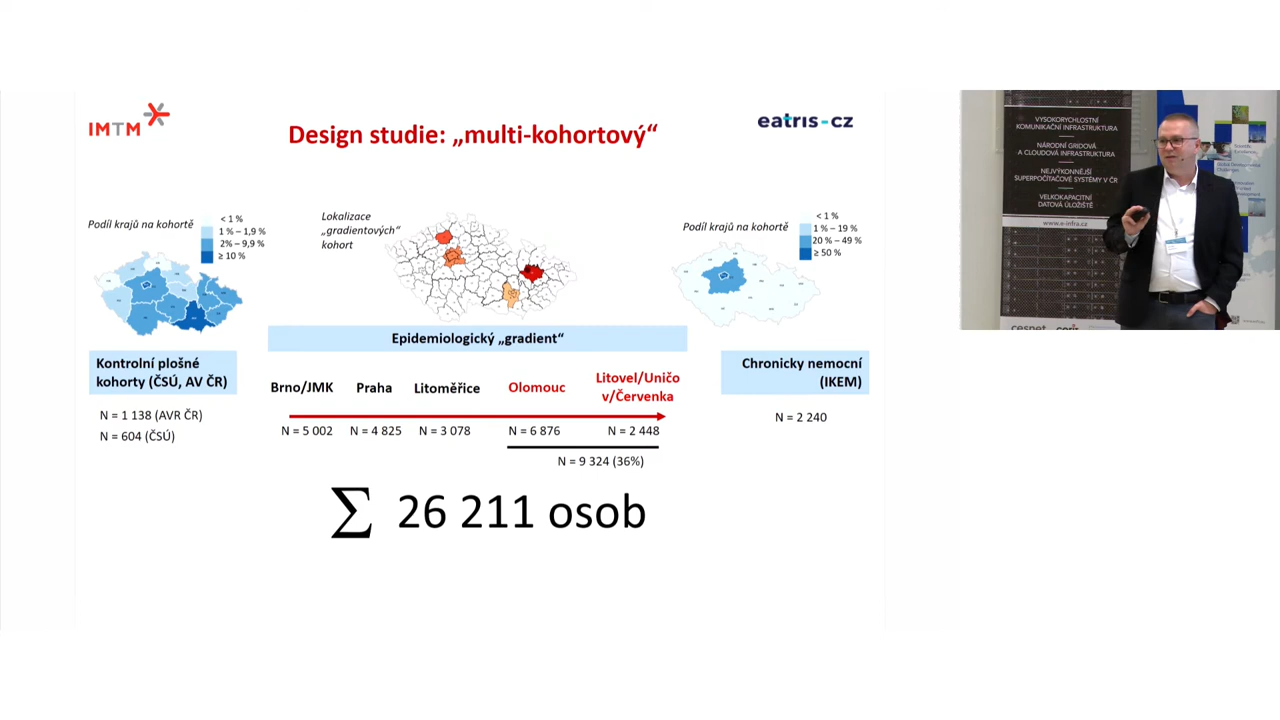 IMTM
Design studie: „multi-kohortový“
eatris-cz
Podíl krajů na kohortě
< 1 %
1 % – 1,9 %
2% – 9,9 %
≥ 10 %
Lokalizace
„gradientových“
kohort
Podíl krajů na kohortě
< 1 %
1 % – 19 %
20 % – 49 %
≥ 50 %
Epidemiologický „gradient“
Kontrolní plošné
kohorty (ČSÚ, AV ČR)
N = 1 138 (AVR ČR)
N = 604 (ČSÚ)
Brno/JMK
Praha
Litoměřice
Olomouc
Litovel/Uničo
v/Červenka
N = 5 002
N = 4 825
N = 3 078
N = 6 876
N = 2 448
N = 9 324 (36%)
Chronicky nemocní
(IKEM)
N = 2 240
∑ 26 211 osob
VYSOKORYCHLOSTNÍ
KOMUNIKAČNÍ INFRASTRUKTURA
NÁRODNÍ GRIDOVÁ
A CLOUDOVÁ INFRASTRUKTURA
NEJVÝKONNĚJŠÍ
SUPERPOČÍTAČOVÉ SYSTÉMY V ČR
VELKOKAPACITNÍ
DATOVÁ ÚLOŽIŠTĚ
www.e-infra.cz
cesnet